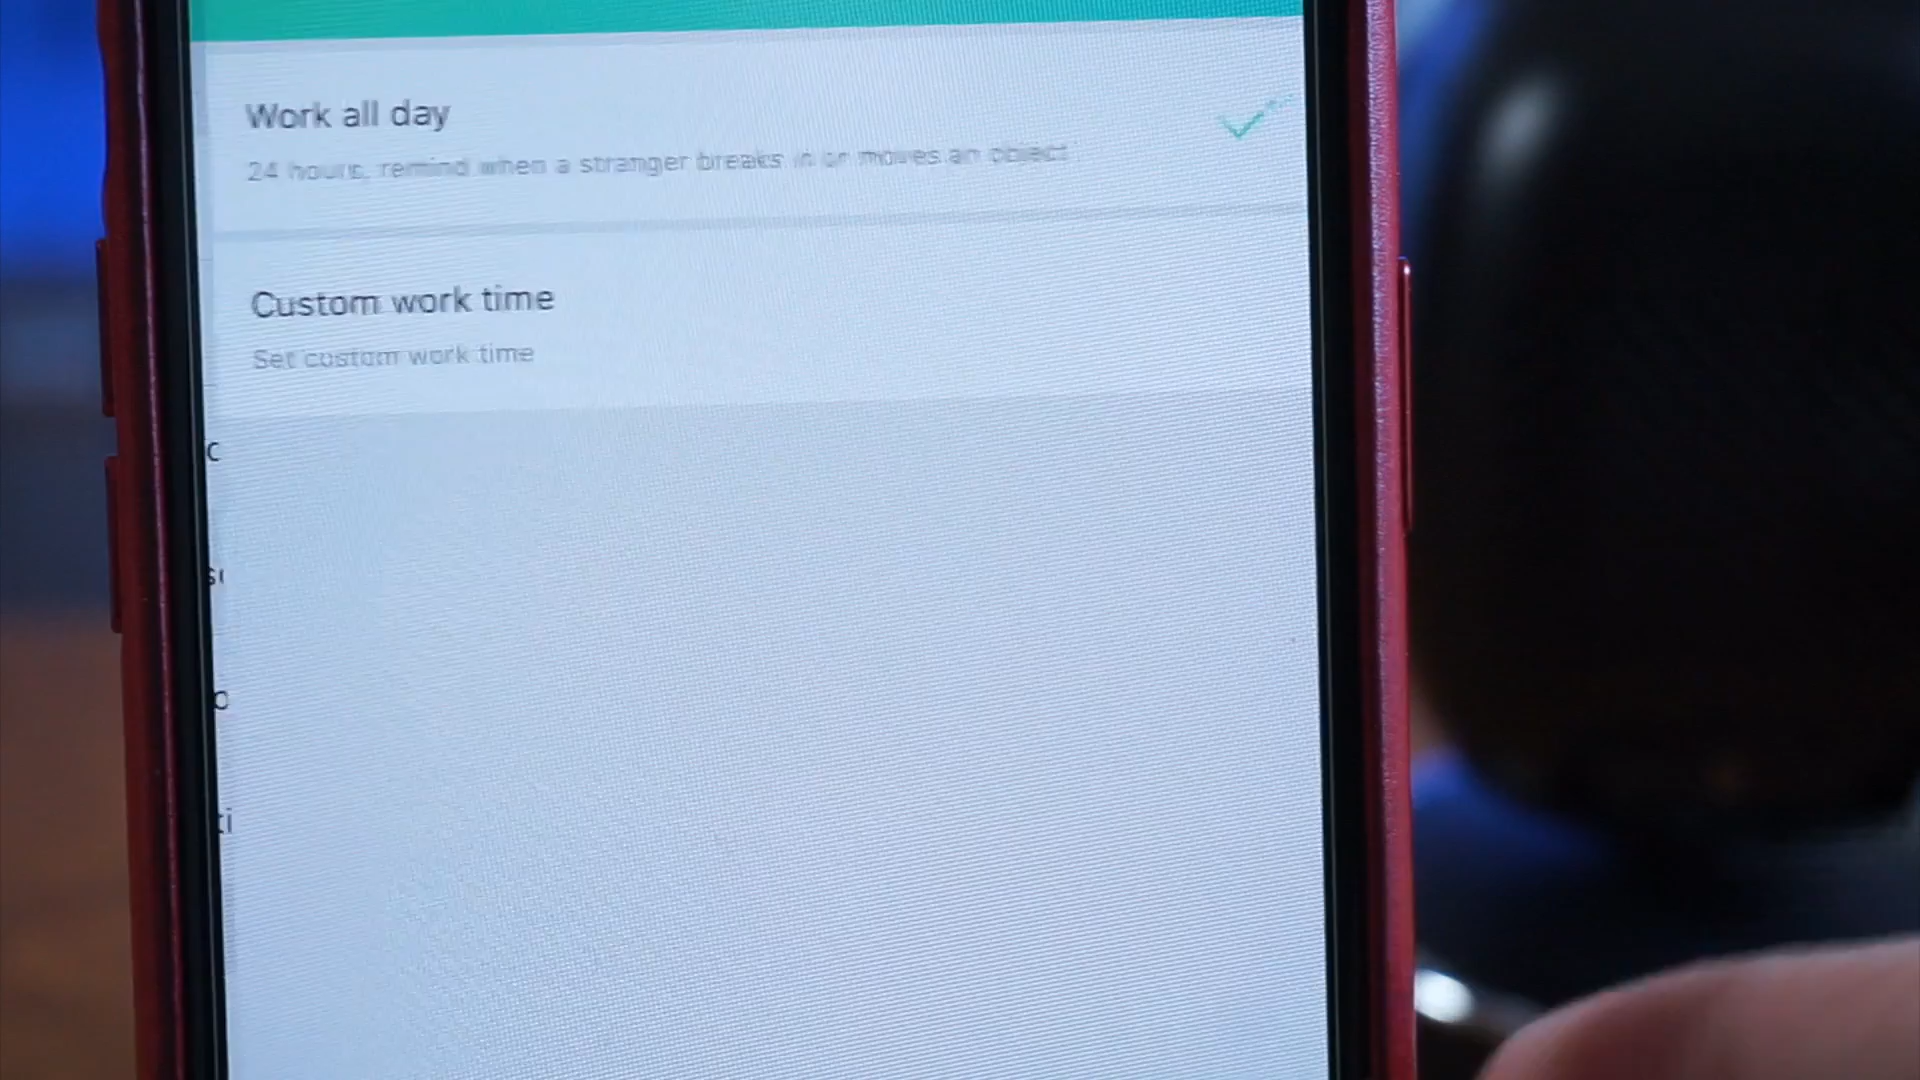 Work all day
24 hours, remind when a stranger breaks in or moves an object
Custom work time
Set custom work time